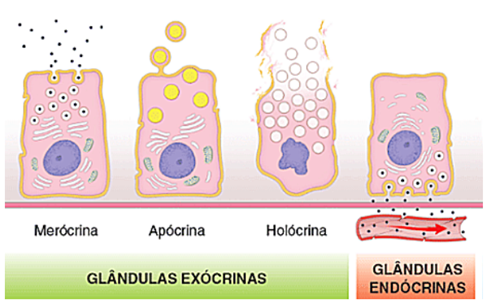 Merócrina
Apócrina
Holócrina
GLÂNDULAS EXÓCRINAS
GLÂNDULAS
ENDÓCRINAS